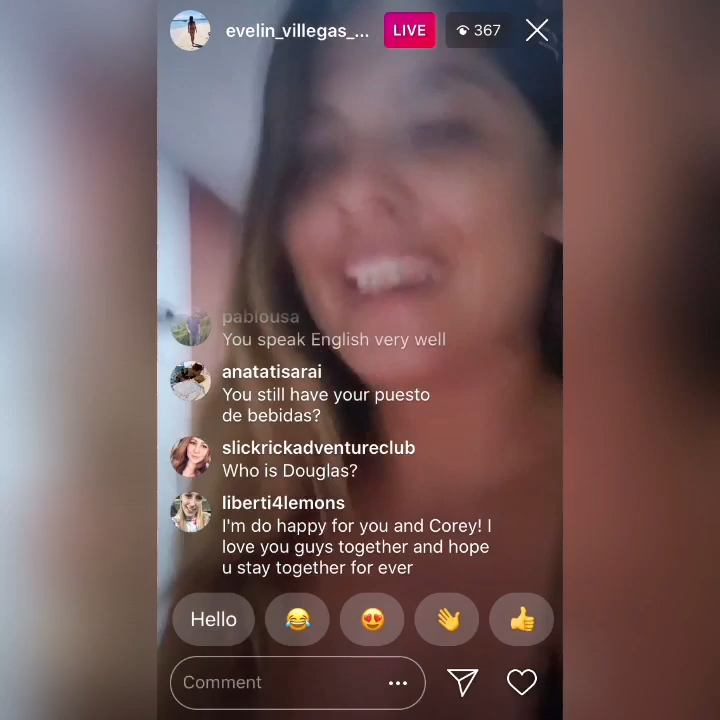 evelin_villegas_...
LIVE
367
pablousa
You speak English very well
anatatisarai
You still have your puesto
de bebidas?
slickrickadventureclub
Who is Douglas?
liberti4lemons
I'm do happy for you and Corey! I
love you guys together and hope
u stay together for ever
Hello
Comment